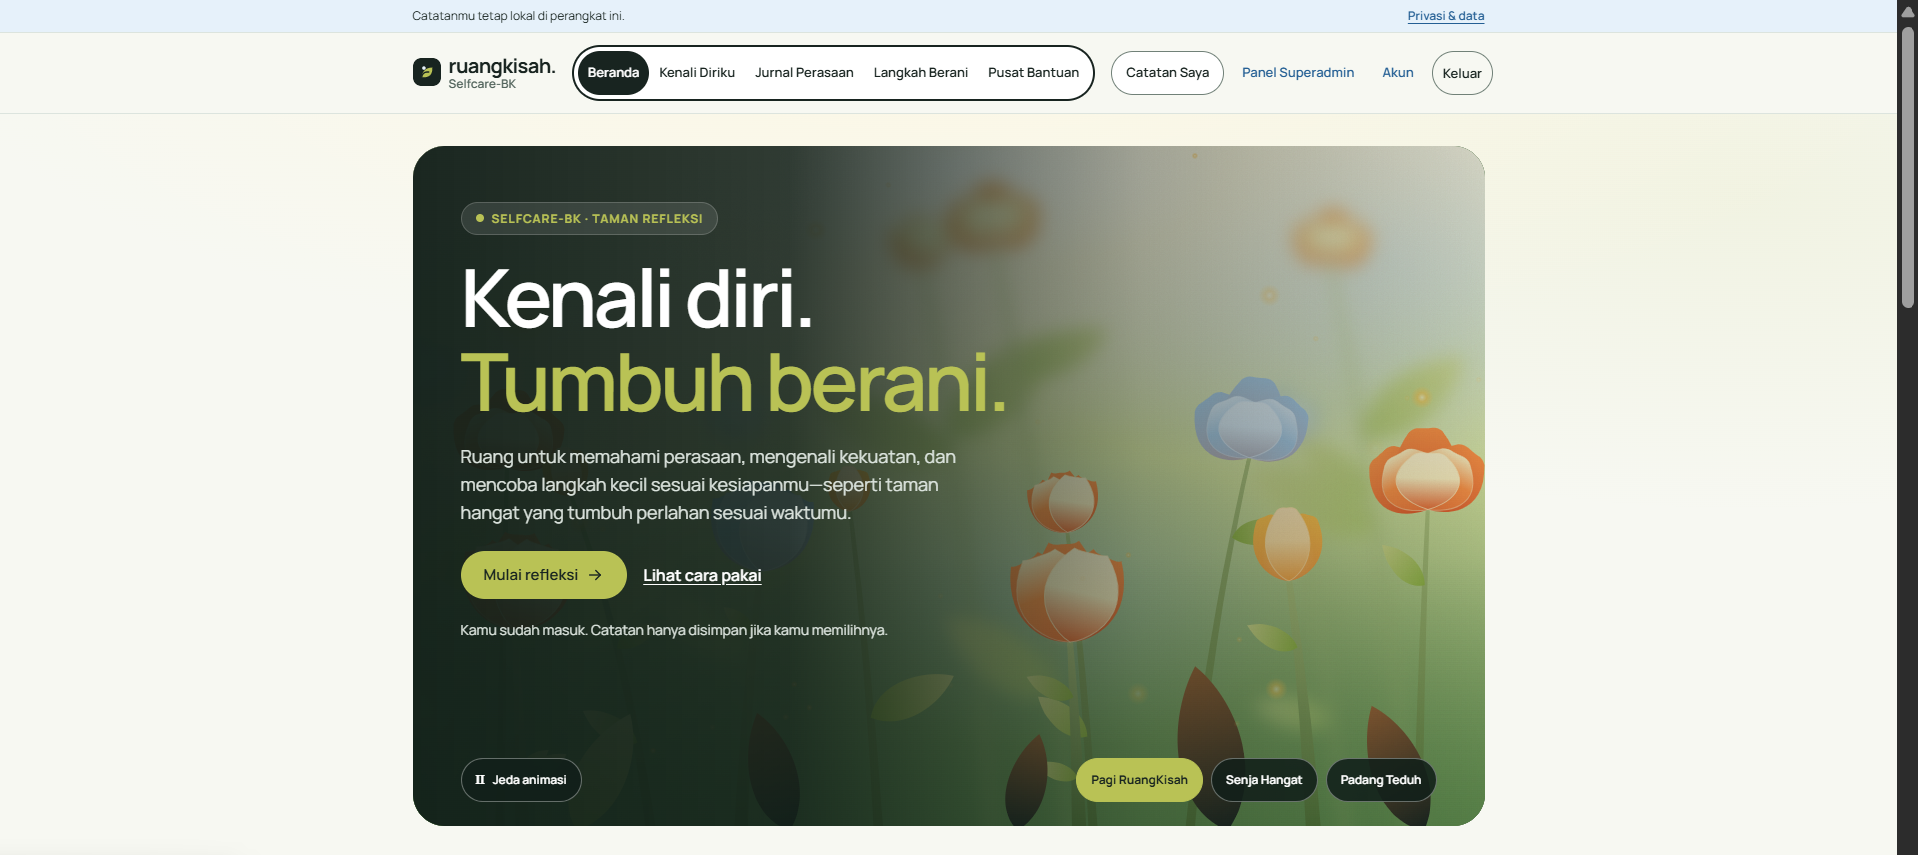 Catatanmu tetap lokal di perangkat ini.
Privasi & data
ruangkisah.
Selfcare-BK
Beranda
Kenali Diriku
Jurnal Perasaan
Langkah Berani
Pusat Bantuan
Catatan Saya
Panel Superadmin
Akun
Keluar
SELFCARE-BK · TAMAN REFLEKSI
Kenali diri.
Tumbuh berani.
Ruang untuk memahami perasaan, mengenali kekuatan, dan
mencoba langkah kecil sesuai kesiapanmu—seperti taman
hangat yang tumbuh perlahan sesuai waktumu.
Mulai refleksi →
Lihat cara pakai
Kamu sudah masuk. Catatan hanya disimpan jika kamu memilihnya.
Jeda animasi
Pagi RuangKisah
Senja Hangat
Padang Teduh